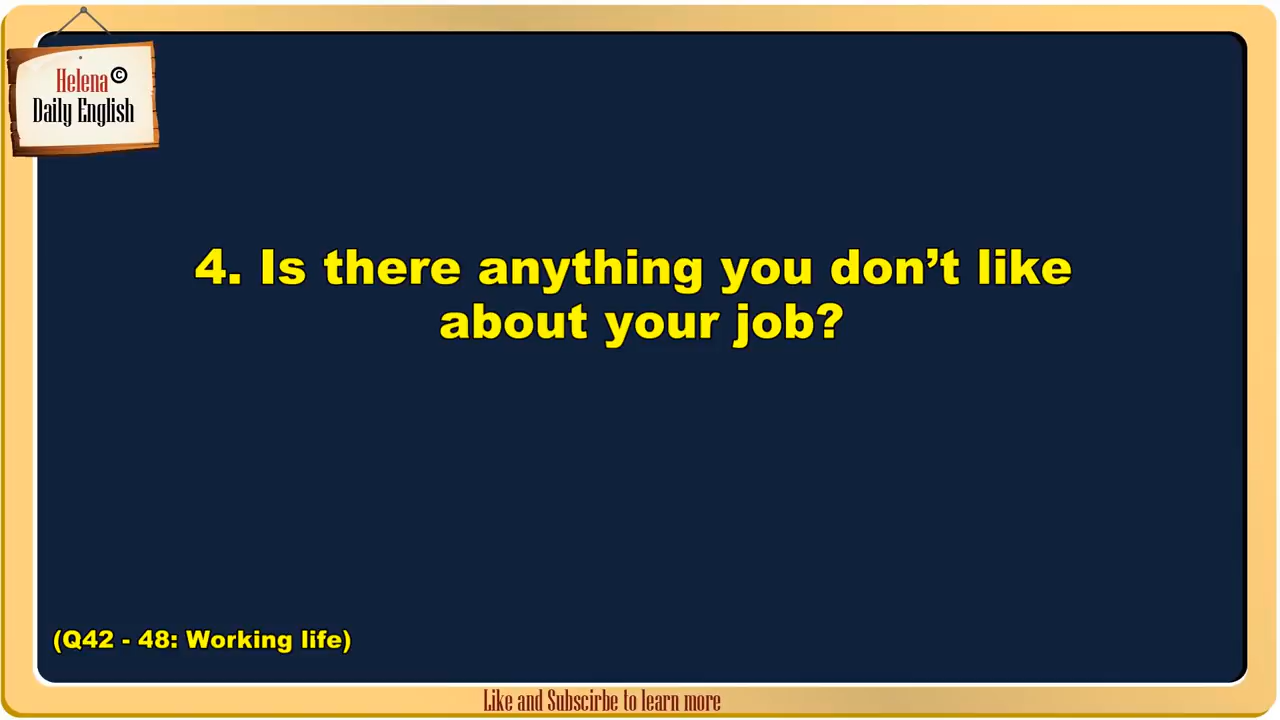 Helena©
Daily English
4. Is there anything you don’t like
about your job?
(Q42 - 48: Working life)
Like and Subscirbe to learn more